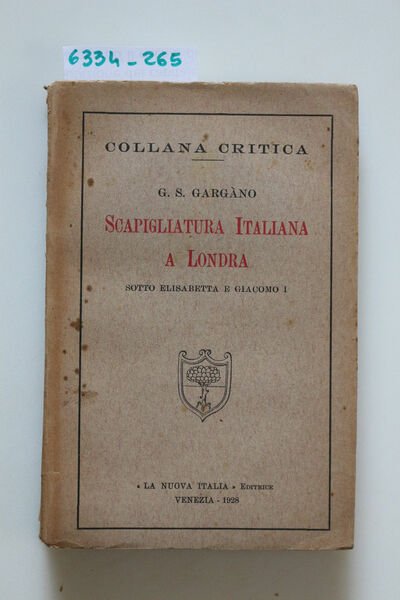 6334-265
COLLANA CRITICA
G. S. GARGÀNO
SCAPIGLIATURA ITALIANA
A LONDRA
SOTTO ELISABETTA E GIACOMO I
« LA NUOVA ITALIA » EDITRICE
VENEZIA - 1928